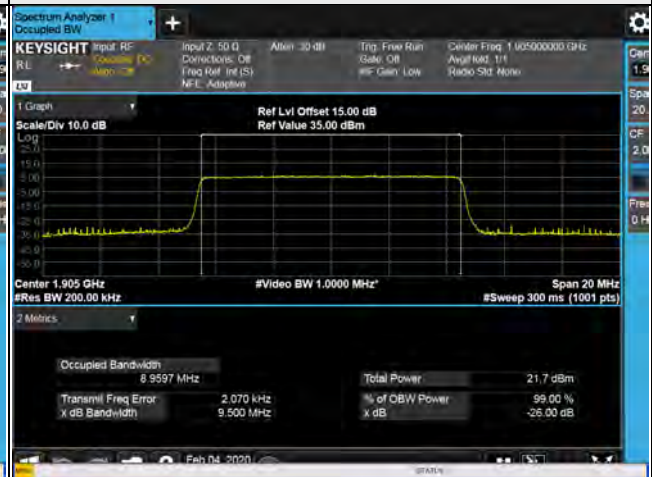 Spectrum Analyzer 1
Occupied BW
+
KEYSIGHT Input: RF
RL
Input Z: 50 Ω
Corrections: Off
Freq Ref: Int (S)
NFE: Adaptive
Atten: 30 dB
Trig: Free Run
Gate: Off
#IF Gain: Low
Center Freq: 1.905000000 GHz
Avg|Hold: 1/1
Radio Std: None
1 Graph
Scale/Div 10.0 dB
Ref Lvl Offset 15.00 dB
Ref Value 35.00 dBm
Log
25.0
15.0
5.00
-5.00
-15.0
-25.0
-35.0
-45.0
-55.0
Center 1.905 GHz
#Video BW 1.0000 MHz*
Span 20 MHz
#Res BW 200.00 kHz
#Sweep 300 ms (1001 pts)
2 Metrics
Occupied Bandwidth
8.9597 MHz
Total Power 21.7 dBm
Transmit Freq Error 2.070 kHz
% of OBW Power 99.00 %
x dB Bandwidth 9.500 MHz
x dB -26.00 dB
Feb 04, 2020
STATUS